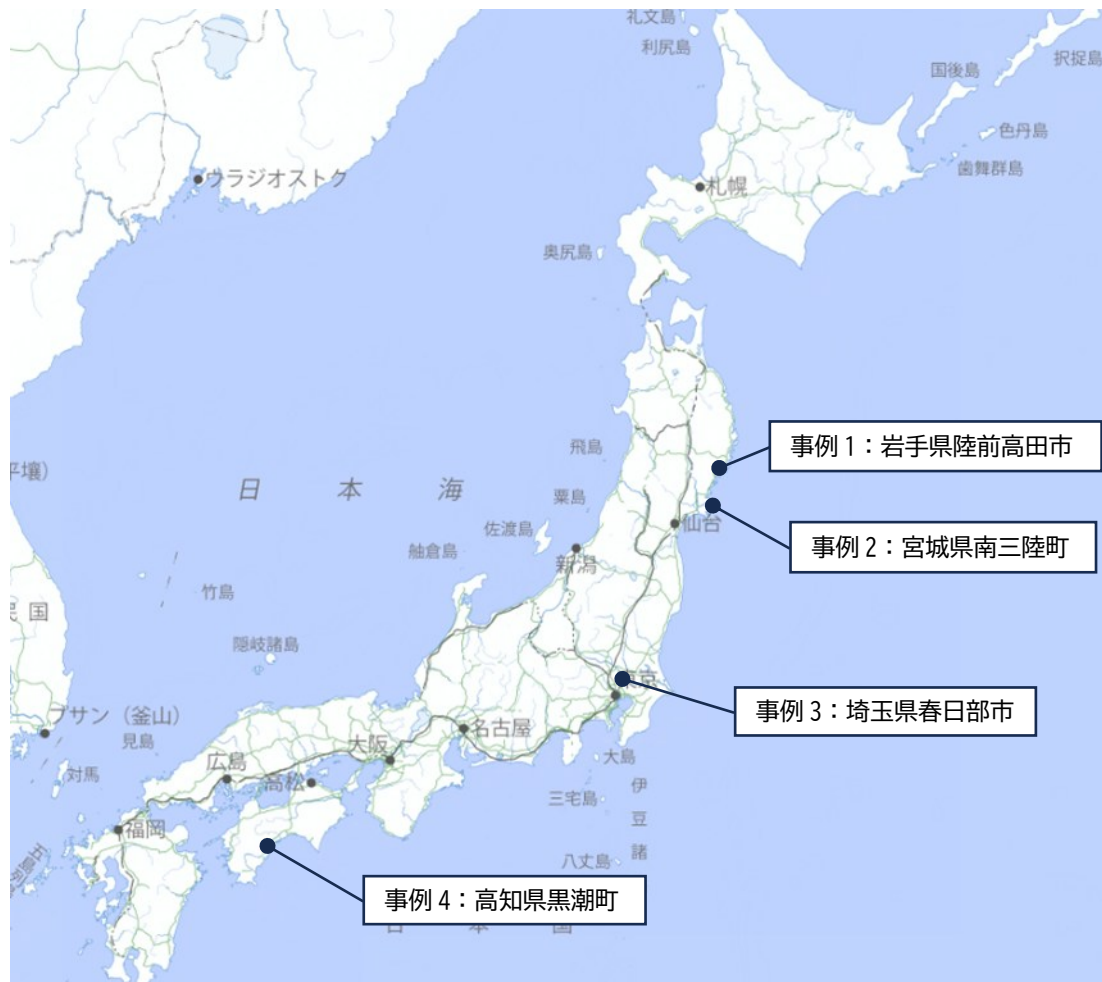 礼文島
利尻島
択捉島
国後島
色丹島
歯舞群島
ウラジオストク
札幌
奥尻島
事例1：岩手県陸前高田市
飛島
平壌）
日本海
粟島
仙台
佐渡島
事例2：宮城県南三陸町
舳倉島
新潟
竹島
国
隠岐諸島
東京
事例3：埼玉県春日部市
プサン（釜山）
名古屋
見島
大阪
大島
広島
対馬
高松
三宅島
伊豆諸
福岡
八丈島
事例4：高知県黒潮町
日本国